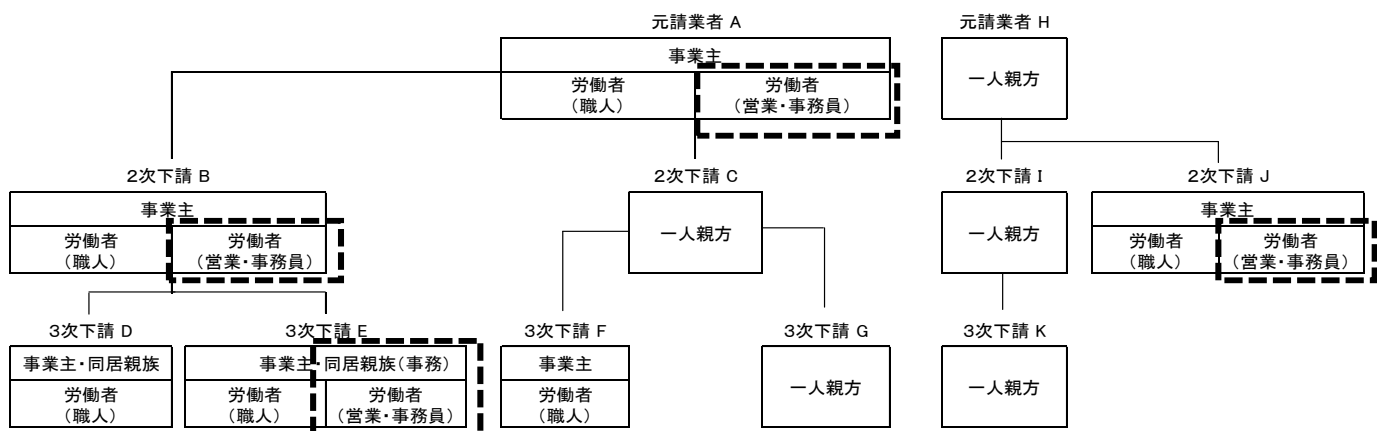 元請業者 A
元請業者 H
事業主
労働者
(職人)
労働者
(営業・事務員)
一人親方
2次下請 B
2次下請 C
2次下請 I
2次下請 J
事業主
労働者
(職人)
労働者
(営業・事務員)
一人親方
一人親方
事業主
労働者
(職人)
労働者
(営業・事務員)
3次下請 D
3次下請 E
3次下請 F
3次下請 G
3次下請 K
事業主・同居親族
労働者
(職人)
事業主・同居親族(事務)
労働者
(職人)
労働者
(営業・事務員)
事業主
労働者
(職人)
一人親方
一人親方